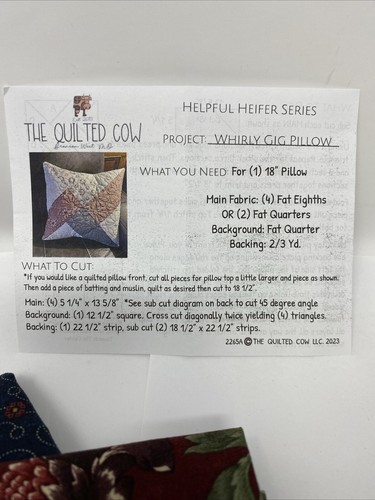 HELPFUL HEIFER SERIES
THE QUILTED COW
PROJECT: WHIRLY GIG PILLOW
WHAT YOU NEED: For (1) 18" Pillow
Main Fabric: (4) Fat Eighths
OR (2) Fat Quarters
Background: Fat Quarter
Backing: 2/3 Yd.
WHAT TO CUT:
*If you would like a quilted pillow front, cut all pieces for pillow top a little larger and piece as shown.
Then add a piece of batting and muslin, quilt as desired then cut to 18 1/2".
Main: (4) 5 1/4" x 13 5/8" *See sub cut diagram on back to cut 45 degree angle
Background: (1) 12 1/2" square. Cross cut diagonally twice yielding (4) triangles.
Backing: (1) 22 1/2" strip, sub cut (2) 18 1/2" x 22 1/2" strips.
2265A ©THE QUILTED COW LLC. 2023